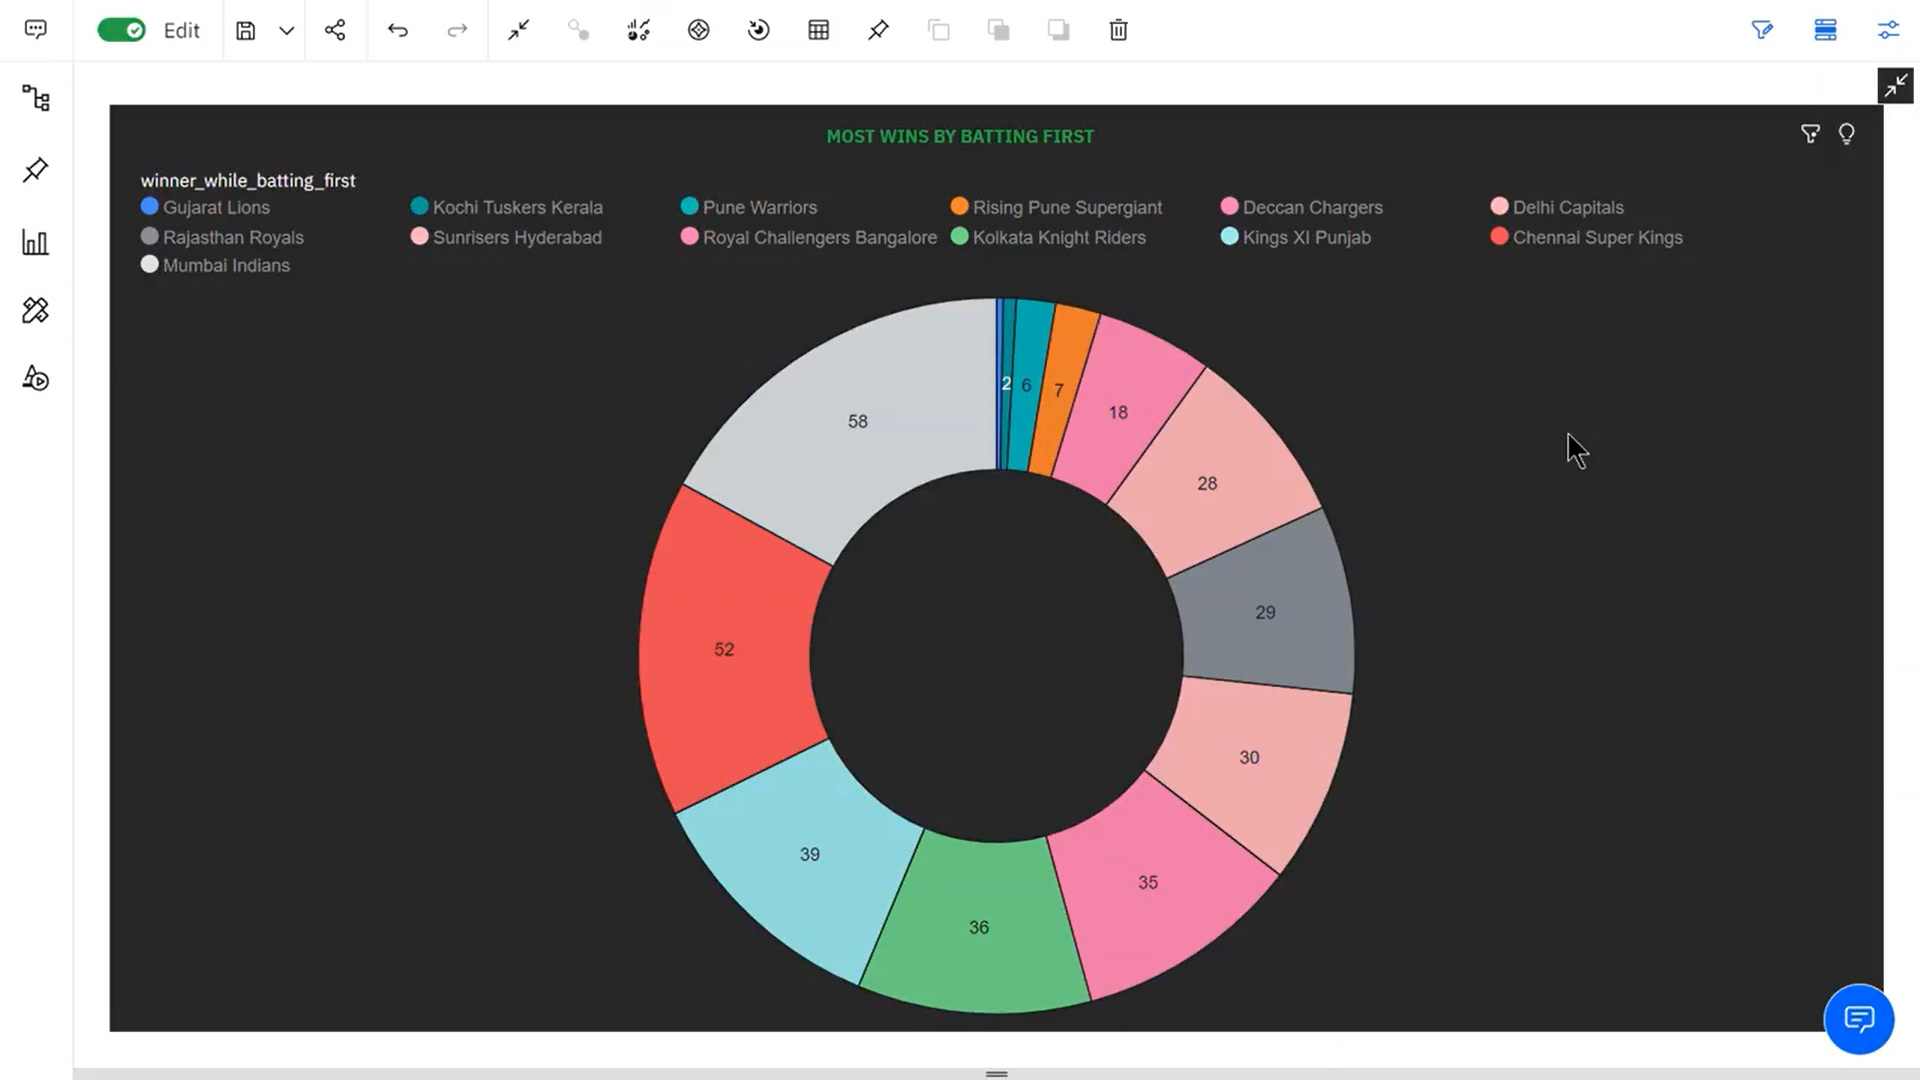 Edit
MOST WINS BY BATTING FIRST
winner_while_batting_first
Gujarat Lions Kochi Tuskers Kerala Pune Warriors Rising Pune Supergiant Deccan Chargers Delhi Capitals
Rajasthan Royals Sunrisers Hyderabad Royal Challengers Bangalore Kolkata Knight Riders Kings XI Punjab Chennai Super Kings
Mumbai Indians
2
6
7
18
28
29
30
35
36
39
52
58